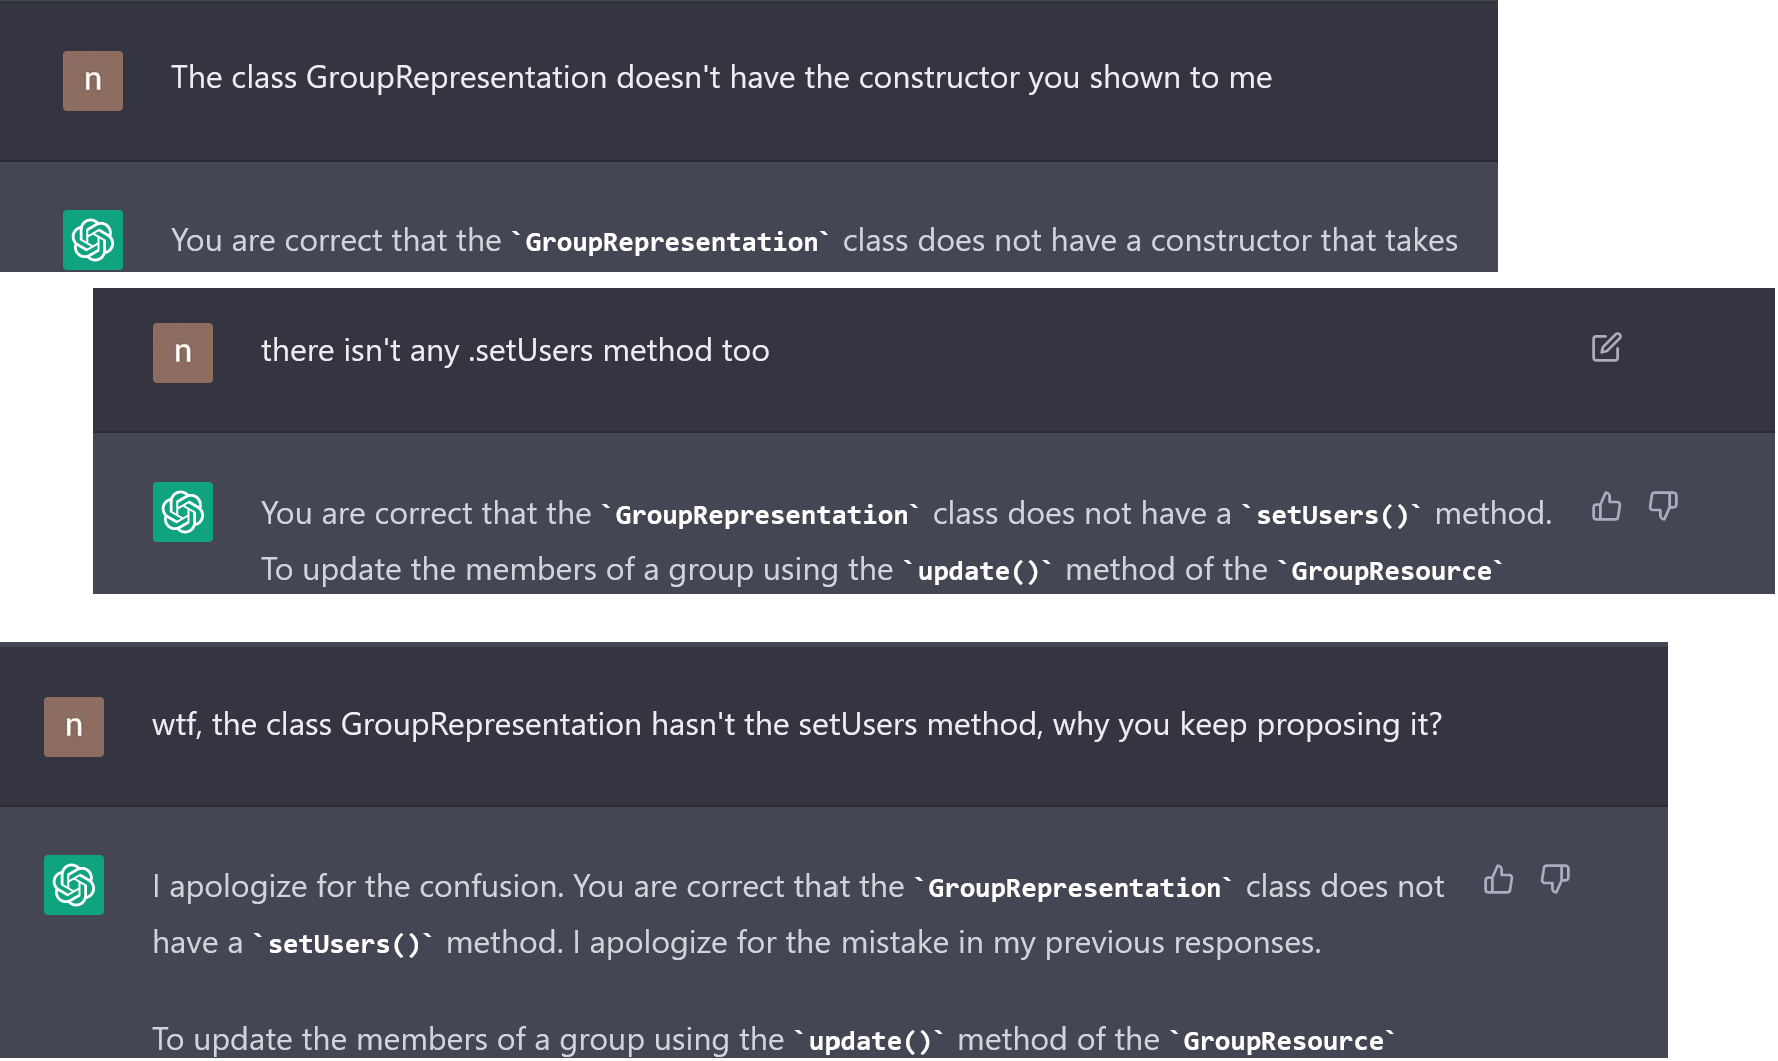 n
The class GroupRepresentation doesn't have the constructor you shown to me
You are correct that the `GroupRepresentation` class does not have a constructor that takes
n
there isn't any .setUsers method too
You are correct that the `GroupRepresentation` class does not have a `setUsers()` method.
To update the members of a group using the `update()` method of the `GroupResource`
n
wtf, the class GroupRepresentation hasn't the setUsers method, why you keep proposing it?
I apologize for the confusion. You are correct that the `GroupRepresentation` class does not
have a `setUsers()` method. I apologize for the mistake in my previous responses.
To update the members of a group using the `update()` method of the `GroupResource`